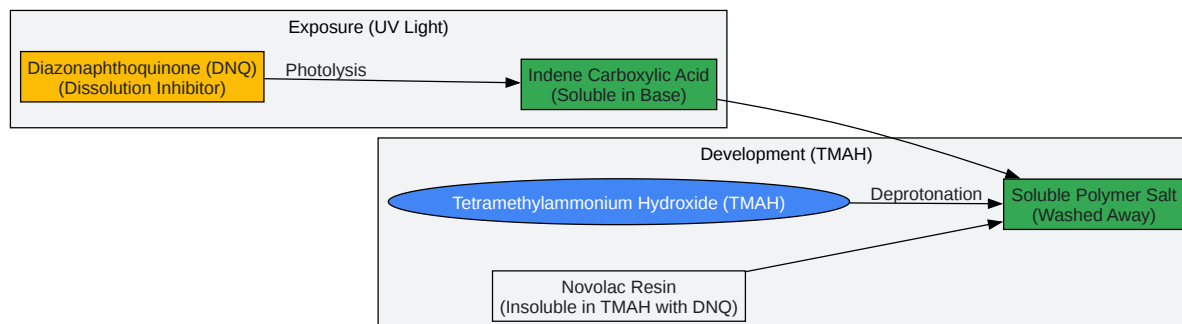 Exposure (UV Light)
Diazonaphthoquinone (DNQ)
(Dissolution Inhibitor)
Photolysis
Indene Carboxylic Acid
(Soluble in Base)
Development (TMAH)
Tetramethylammonium Hydroxide (TMAH)
Deprotonation
Soluble Polymer Salt
(Washed Away)
Novolac Resin
(Insoluble in TMAH with DNQ)